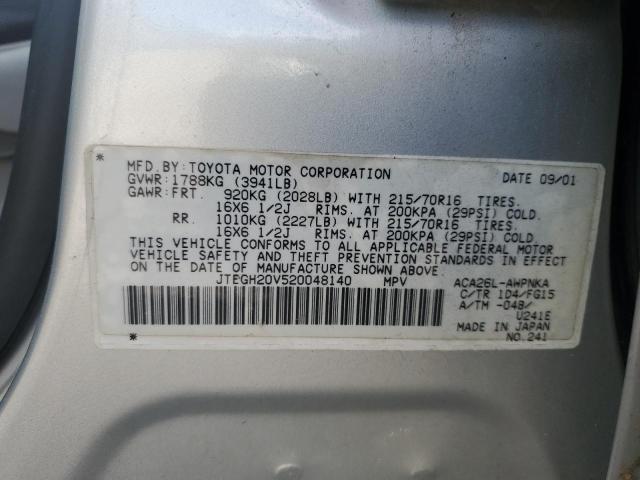 MFD.BY:TOYOTA MOTOR CORPORATION DATE 09/01
GVWR:1788KG (3941LB)
GAWR:FRT. 920KG (2028LB) WITH 215/70R16 TIRES.
16X6 1/2J RIMS. AT 200KPA (29PSI) COLD.
RR. 1010KG (2227LB) WITH 215/70R16 TIRES.
16X6 1/2J RIMS. AT 200KPA (29PSI) COLD.
THIS VEHICLE CONFORMS TO ALL APPLICABLE FEDERAL MOTOR
VEHICLE SAFETY AND THEFT PREVENTION STANDARDS IN EFFECT
ON THE DATE OF MANUFACTURE SHOWN ABOVE.
JTEGH20V520048140 MPV ACA26L-AWPNKA
C/TR 1D4/FG15
A/TM -04B/
U241E
MADE IN JAPAN
NO.241